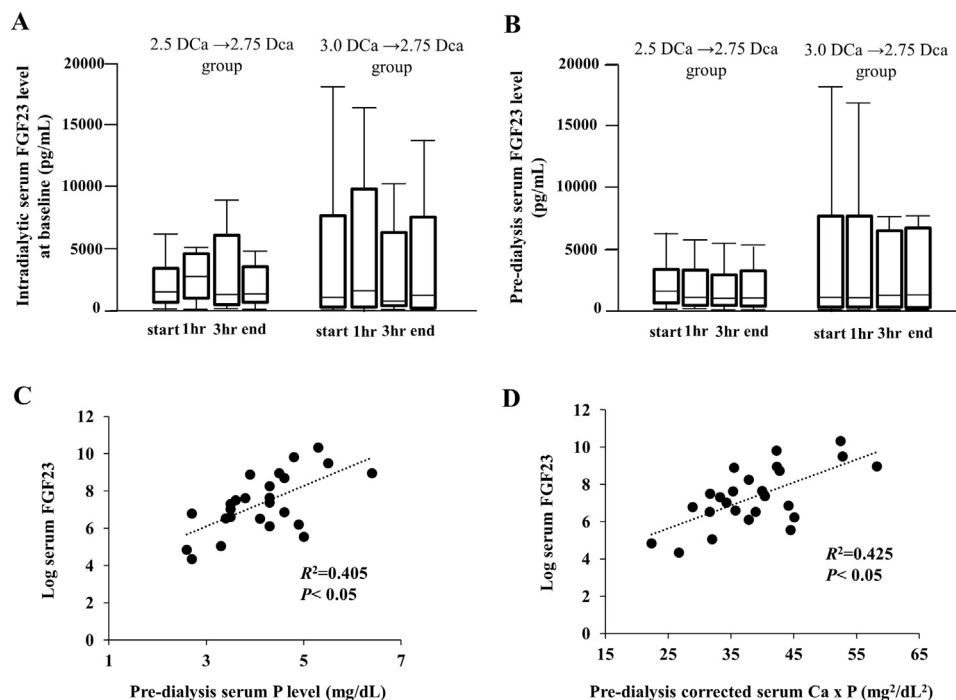 A
2.5 DCa →2.75 Dca
group
3.0 DCa →2.75 Dca
group
Intradialytic serum FGF23 level
at baseline (pg/mL)
20000
15000
10000
5000
0
start 1hr 3hr end
start 1hr 3hr end
B
2.5 DCa →2.75 Dca
group
3.0 DCa →2.75 Dca
group
Pre-dialysis serum FGF23 level
(pg/mL)
20000
15000
10000
5000
0
start 1hr 3hr end
start 1hr 3hr end
C
Log serum FGF23
12
10
8
6
4
2
0
R²=0.405
P< 0.05
1 3 5 7
Pre-dialysis serum P level (mg/dL)
D
Log serum FGF23
12
10
8
6
4
2
0
R²=0.425
P< 0.05
15 25 35 45 55 65
Pre-dialysis corrected serum Ca x P (mg²/dL²)